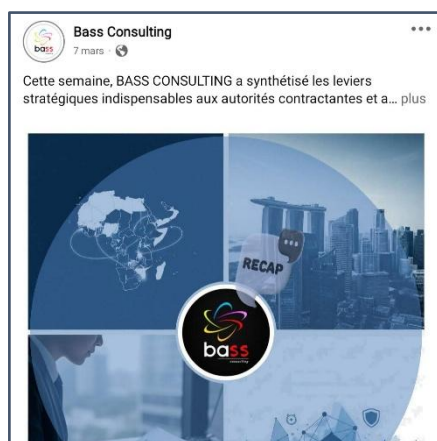 Bass Consulting
7 mars
Cette semaine, BASS CONSULTING a synthétisé les leviers
stratégiques indispensables aux autorités contractantes et a... plus
RECAP
bass
consulting